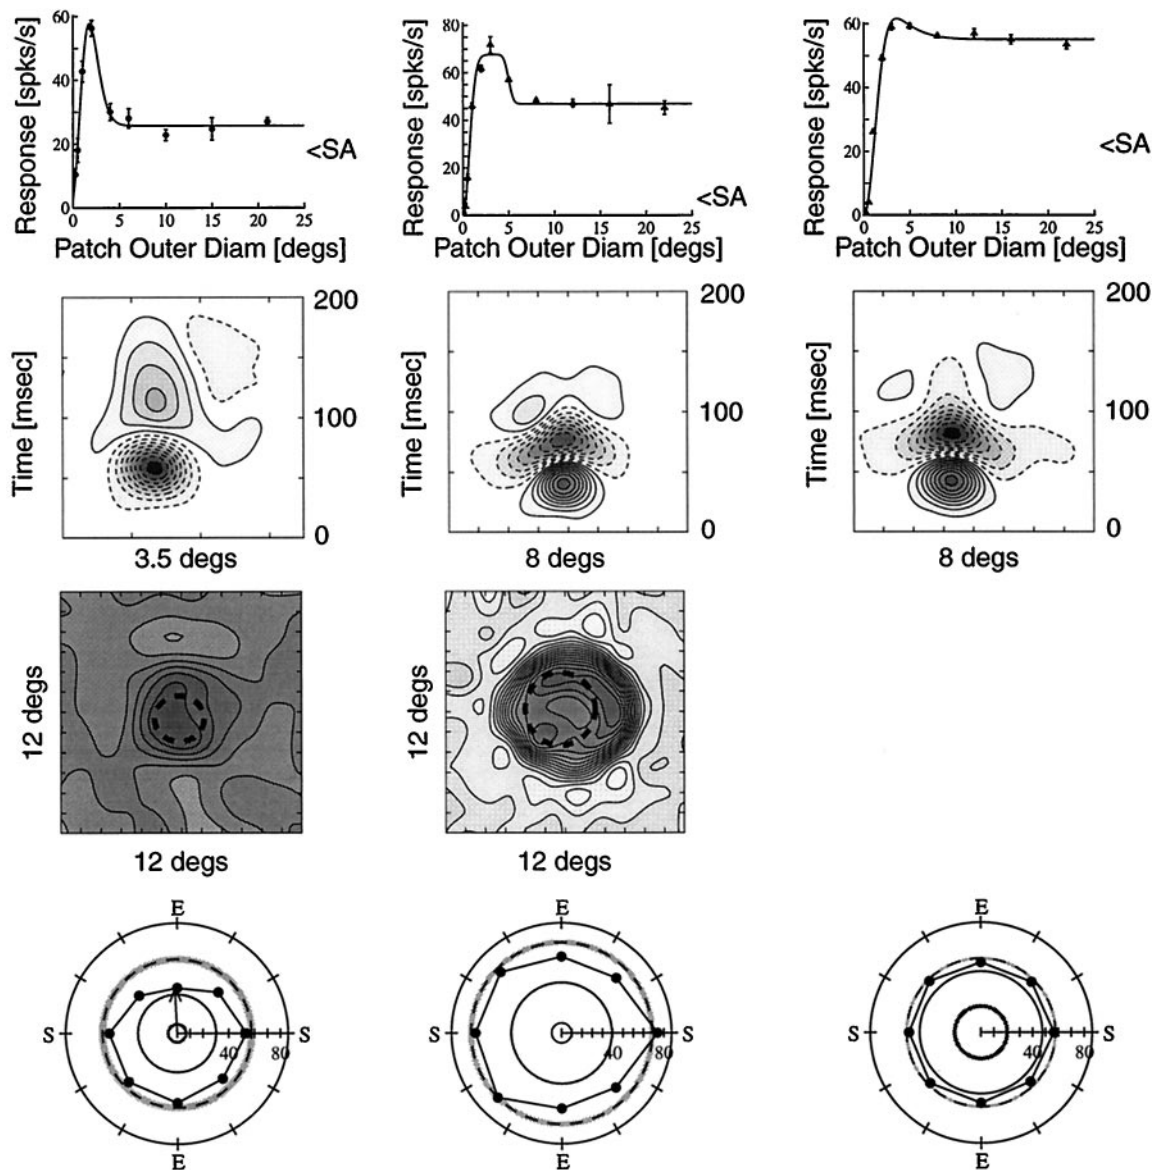 Response [spks/s]
60
40
20
0
0 5 10 15 20 25
<SA
Patch Outer Diam [degs]
Response [spks/s]
80
60
40
20
0
0 5 10 15 20 25
<SA
Patch Outer Diam [degs]
Response [spks/s]
60
40
20
0
0 5 10 15 20 25
<SA
Patch Outer Diam [degs]
Time [msec]
200
100
0
3.5 degs
Time [msec]
200
100
0
8 degs
Time [msec]
200
100
0
8 degs
12 degs
12 degs
12 degs
12 degs
E
S
S
40
80
E
E
S
S
40
80
E
E
S
S
40
80
E